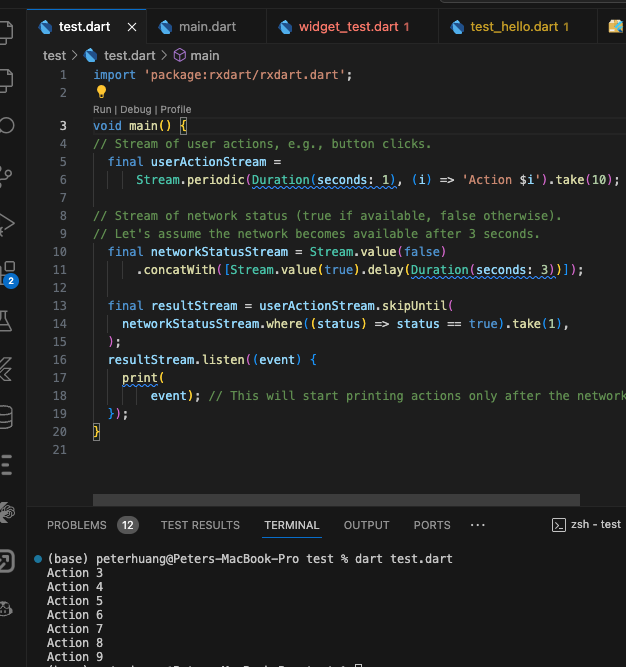 test.dart
main.dart
widget_test.dart 1
test_hello.dart 1
test > test.dart > main
1 import 'package:rxdart/rxdart.dart';
2
Run | Debug | Profile
3 void main() {
4 // Stream of user actions, e.g., button clicks.
5 final userActionStream =
6 Stream.periodic(Duration(seconds: 1), (i) => 'Action $i').take(10);
7
8 // Stream of network status (true if available, false otherwise).
9 // Let's assume the network becomes available after 3 seconds.
10 final networkStatusStream = Stream.value(false)
11 .concatWith([Stream.value(true).delay(Duration(seconds: 3))]);
12
13 final resultStream = userActionStream.skipUntil(
14 networkStatusStream.where((status) => status == true).take(1),
15 );
16 resultStream.listen((event) {
17 print(
18 event); // This will start printing actions only after the network
19 });
20 }
21
2
PROBLEMS 12 TEST RESULTS TERMINAL OUTPUT PORTS ··· zsh - test
(base) peterhuang@Peters-MacBook-Pro test % dart test.dart
Action 3
Action 4
Action 5
Action 6
Action 7
Action 8
Action 9